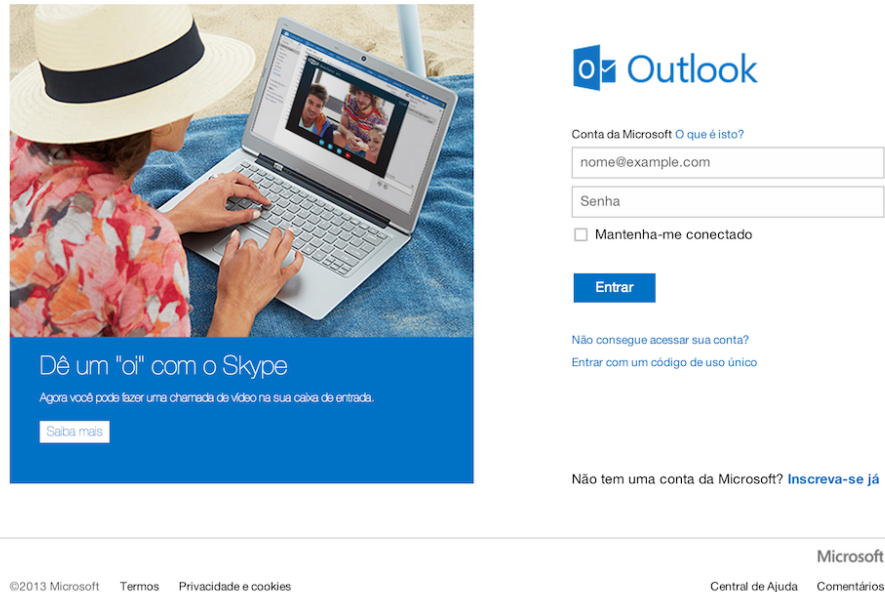 Outlook
Conta da Microsoft O que é isto?
nome@example.com
Senha
Mantenha-me conectado
Entrar
Não consegue acessar sua conta?
Entrar com um código de uso único
Dê um "oi" com o Skype
Agora você pode fazer uma chamada de vídeo na sua caixa de entrada.
Saiba mais
Não tem uma conta da Microsoft? Inscreva-se já
Microsoft
©2013 Microsoft Termos Privacidade e cookies Central de Ajuda Comentários